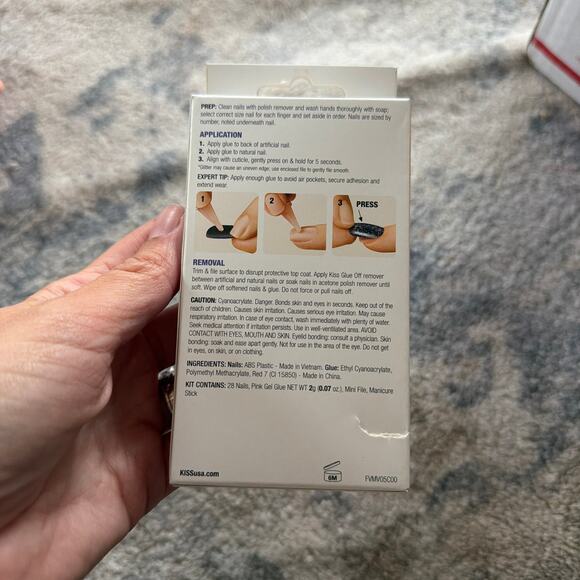 PREP: Clean nails with polish remover and wash hands thoroughly with soap;
select correct size nail for each finger and set aside in order. Nails are sized by
number, noted underneath nail.
APPLICATION
1. Apply glue to back of artificial nail.
2. Apply glue to natural nail.
3. Align with cuticle, gently press on & hold for 5 seconds.
*Glitter may cause an uneven edge; use enclosed file to gently file smooth.
EXPERT TIP: Apply enough glue to avoid air pockets, secure adhesion and
extend wear.
1 2 3 PRESS
REMOVAL
Trim & file surface to disrupt protective top coat. Apply Kiss Glue Off remover
between artificial and natural nails or soak nails in acetone polish remover until
soft. Wipe off softened nails & glue. Do not force or pull nails off.
CAUTION: Cyanoacrylate. Danger. Bonds skin and eyes in seconds. Keep out of the
reach of children. Causes skin irritation. Causes serious eye irritation. May cause
respiratory irritation. In case of eye contact, wash immediately with plenty of water.
Seek medical attention if irritation persists. Use in well-ventilated area. AVOID
CONTACT WITH EYES, MOUTH AND SKIN. Eyelid bonding: consult a physician. Skin
bonding: soak and ease apart gently. Not for use in the area of the eye. Do not get
in eyes, on skin, or on clothing.
INGREDIENTS: Nails: ABS Plastic - Made in Vietnam. Glue: Ethyl Cyanoacrylate,
Polymethyl Methacrylate, Red 7 (CI 15850) - Made in China.
KIT CONTAINS: 28 Nails, Pink Gel Glue NET WT 2g (0.07 oz.), Mini File, Manicure
Stick
KISSusa.com
6M
FVMV05C00